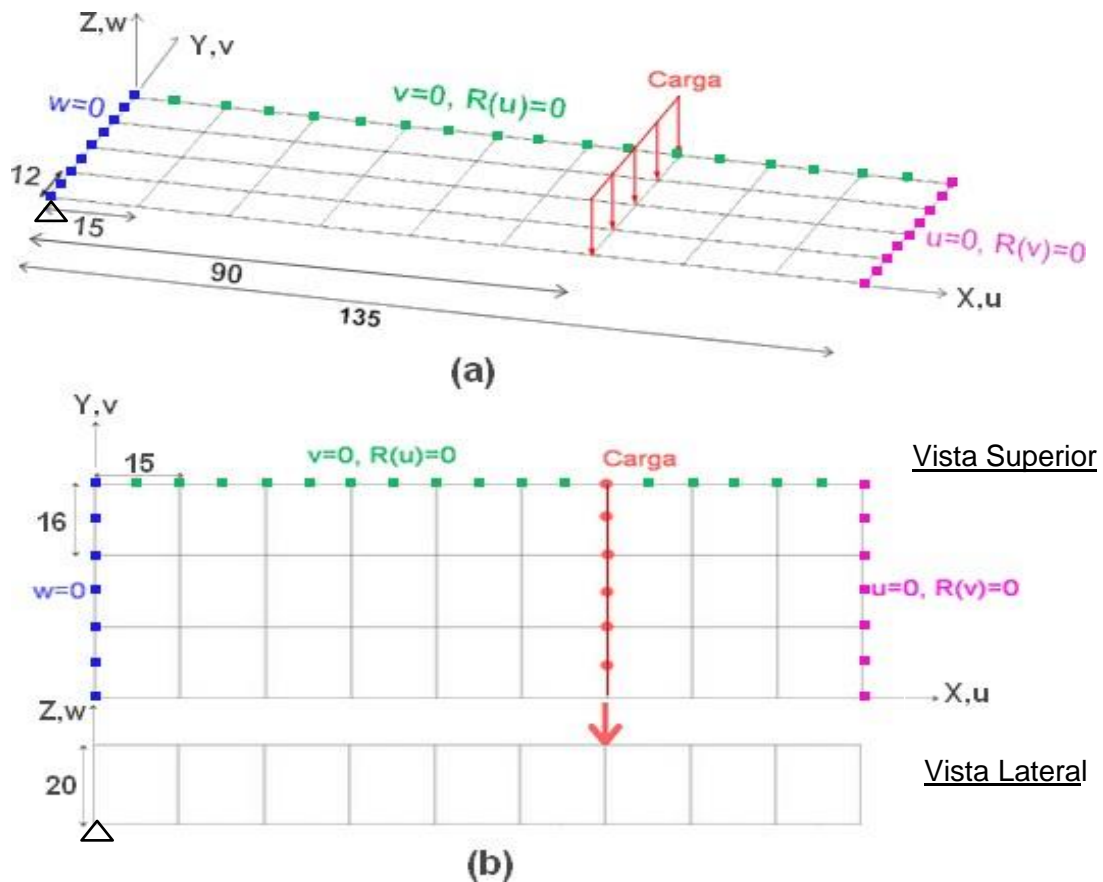 Z,w
Y,v
Carga
w=0
v=0, R(u)=0
12
15
u=0, R(v)=0
90
X,u
135
(a)
Y,v
15
v=0, R(u)=0
Carga
Vista Superior
16
w=0
u=0, R(v)=0
X,u
Z,w
20
Vista Lateral
(b)